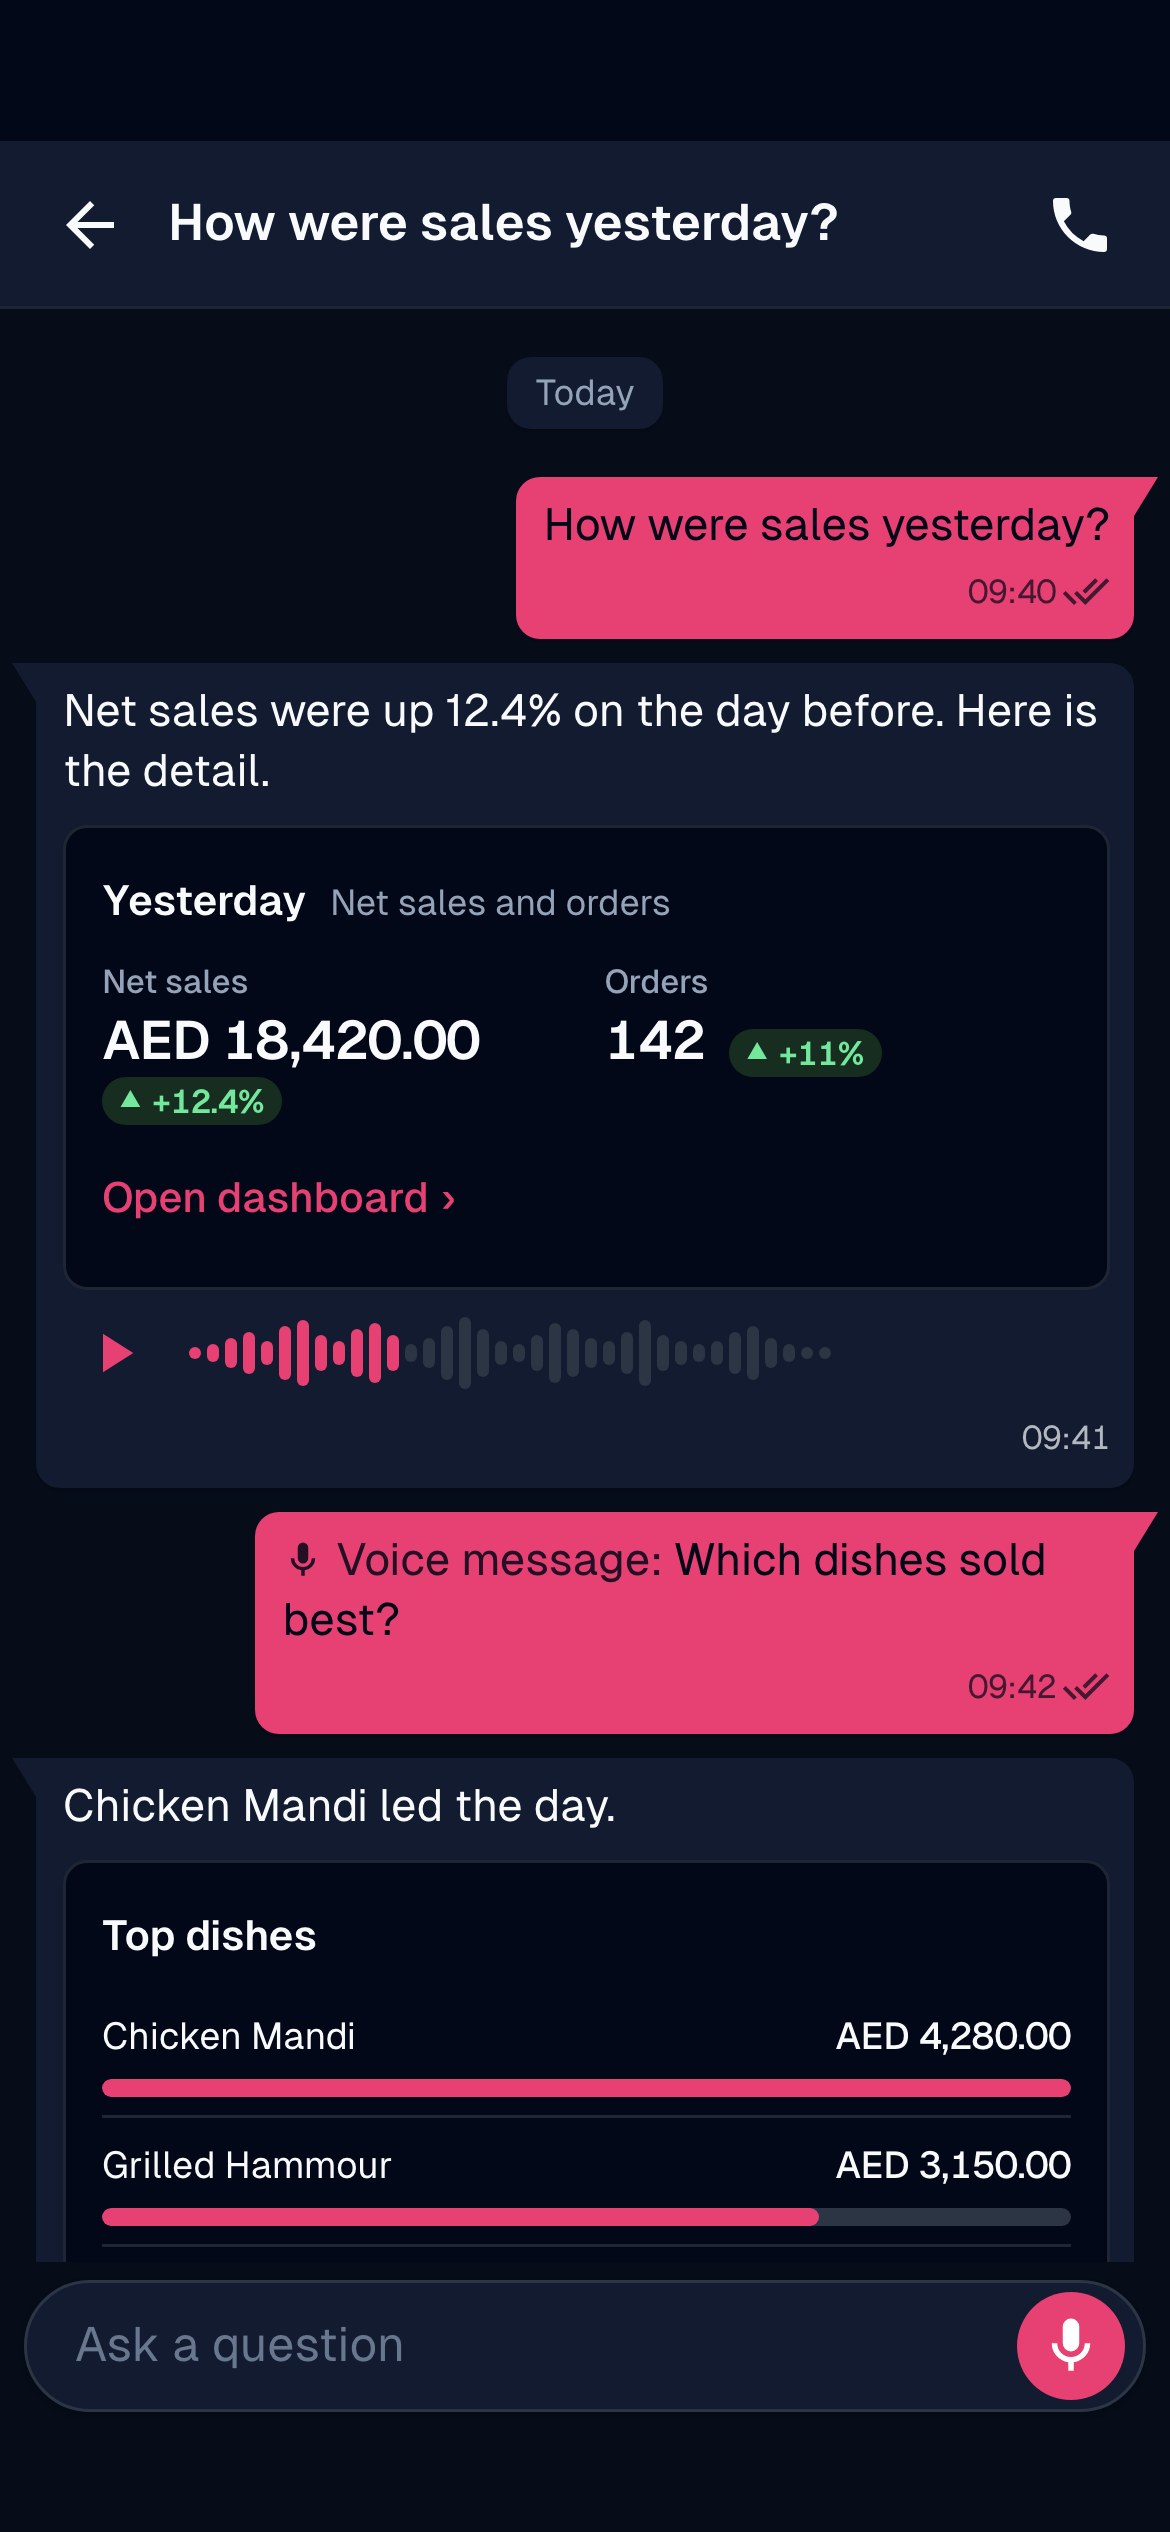 How were sales yesterday?
Today
How were sales yesterday?
09:40
Net sales were up 12.4% on the day before. Here is
the detail.
Yesterday Net sales and orders
Net sales
AED 18,420.00
▲ +12.4%
Orders
142 ▲ +11%
Open dashboard ›
09:41
Voice message: Which dishes sold
best?
09:42
Chicken Mandi led the day.
Top dishes
Chicken Mandi AED 4,280.00
Grilled Hammour AED 3,150.00
Ask a question